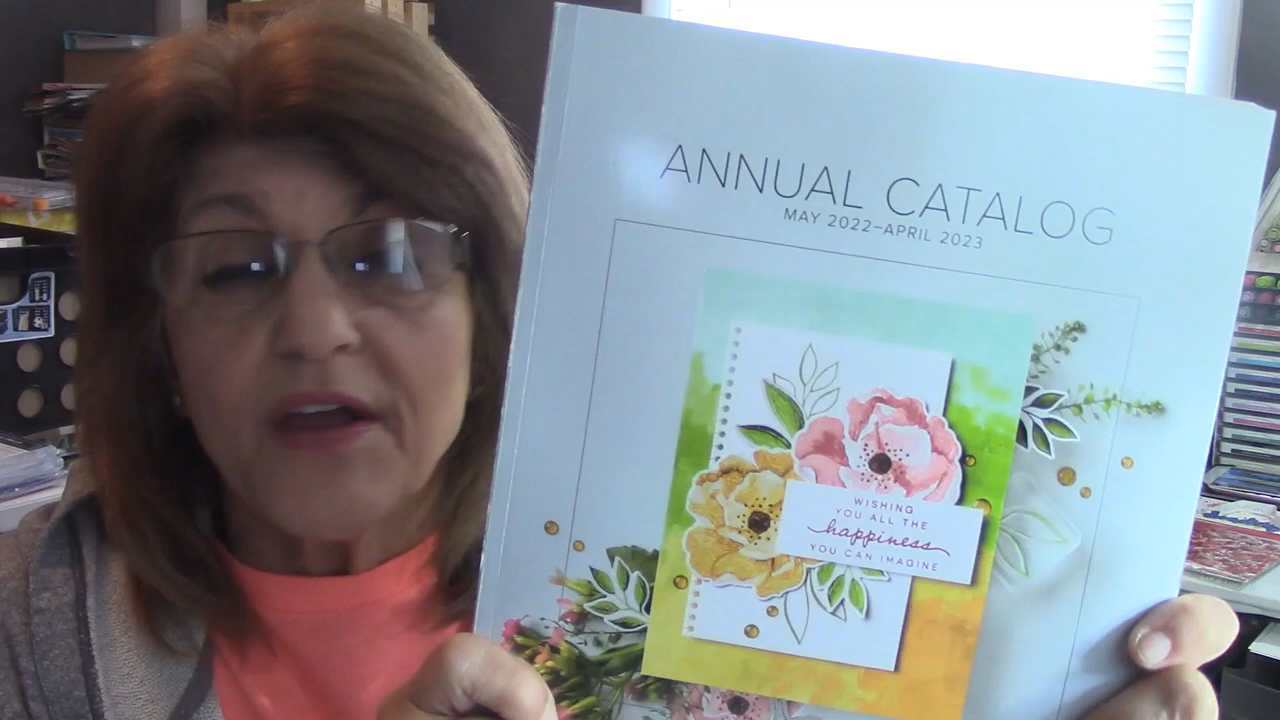 ANNUAL CATALOG
MAY 2022–APRIL 2023
WISHING
YOU ALL THE
happiness
YOU CAN IMAGINE